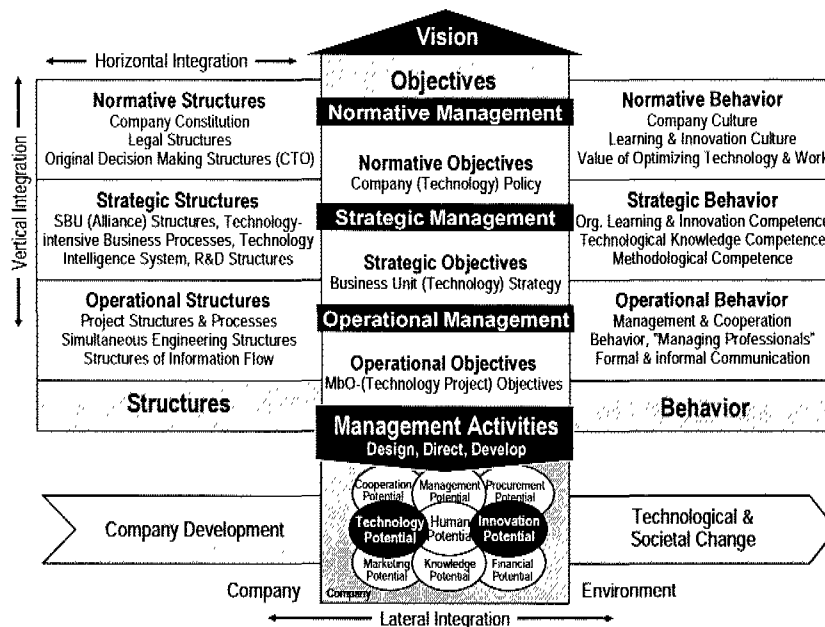 Vision
Horizontal Integration
Objectives
Vertical Integration
Normative Structures
Company Constitution
Legal Structures
Original Decision Making Structures (CTO)
Normative Management
Normative Objectives
Company (Technology) Policy
Normative Behavior
Company Culture
Learning & Innovation Culture
Value of Optimizing Technology & Work
Strategic Structures
SBU (Alliance) Structures, Technology-
intensive Business Processes, Technology
Intelligence System, R&D Structures
Strategic Management
Strategic Objectives
Business Unit (Technology) Strategy
Strategic Behavior
Org. Learning & Innovation Competence
Technological Knowledge Competence
Methodological Competence
Operational Structures
Project Structures & Processes
Simultaneous Engineering Structures
Structures of Information Flow
Operational Management
Operational Objectives
MbO-(Technology Project) Objectives
Operational Behavior
Management & Cooperation
Behavior, "Managing Professionals"
Formal & informal Communication
Structures
Management Activities
Design, Direct, Develop
Behavior
Cooperation Potential
Management Potential
Procurement Potential
Company Development
Technology Potential
Human Potential
Innovation Potential
Technological &
Societal Change
Marketing Potential
Knowledge Potential
Financial Potential
Company
Company
Environment
Lateral Integration